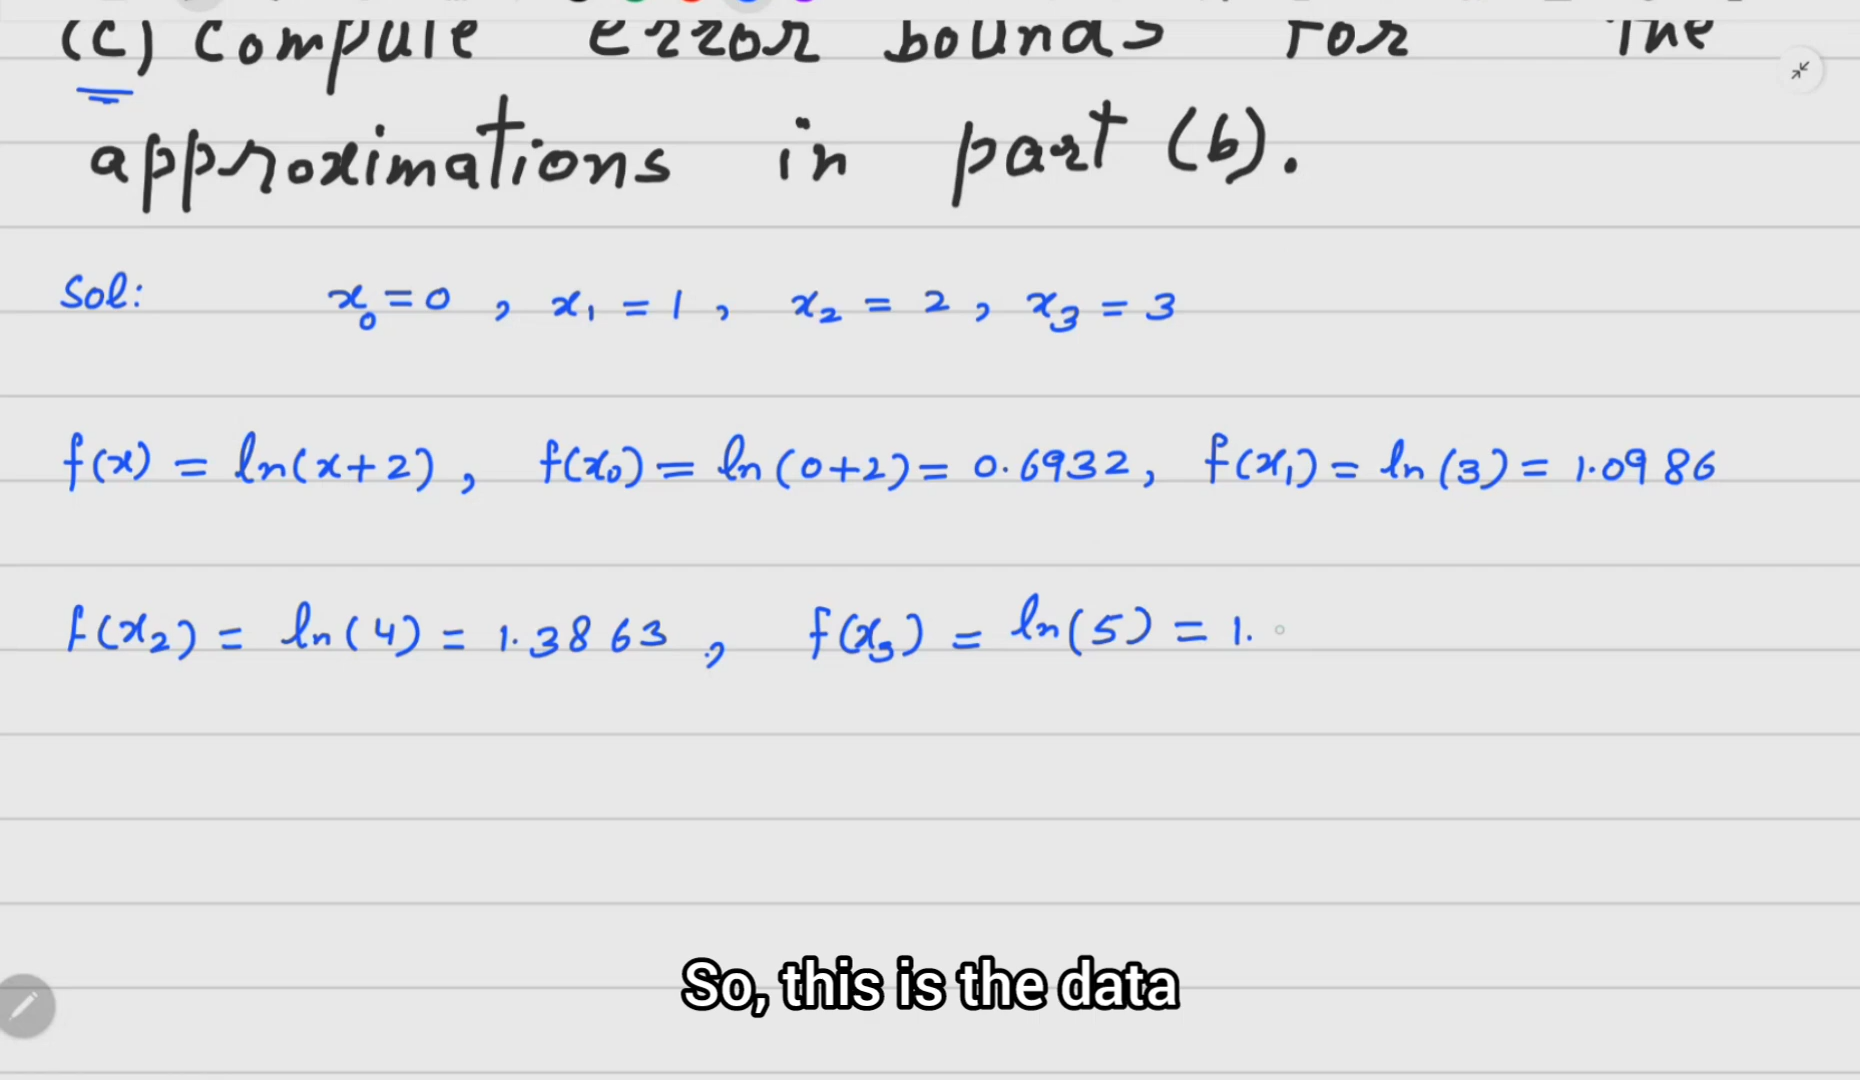 (c) Compute error bounds for the
approximations in part (b).
Sol: x₀ = 0 , x₁ = 1 , x₂ = 2 , x₃ = 3
f(x) = ln(x+2) , f(x₀) = ln(0+2) = 0.6932, f(x₁) = ln(3) = 1.0986
f(x₂) = ln(4) = 1.3863 , f(x₃) = ln(5) = 1.
So, this is the data